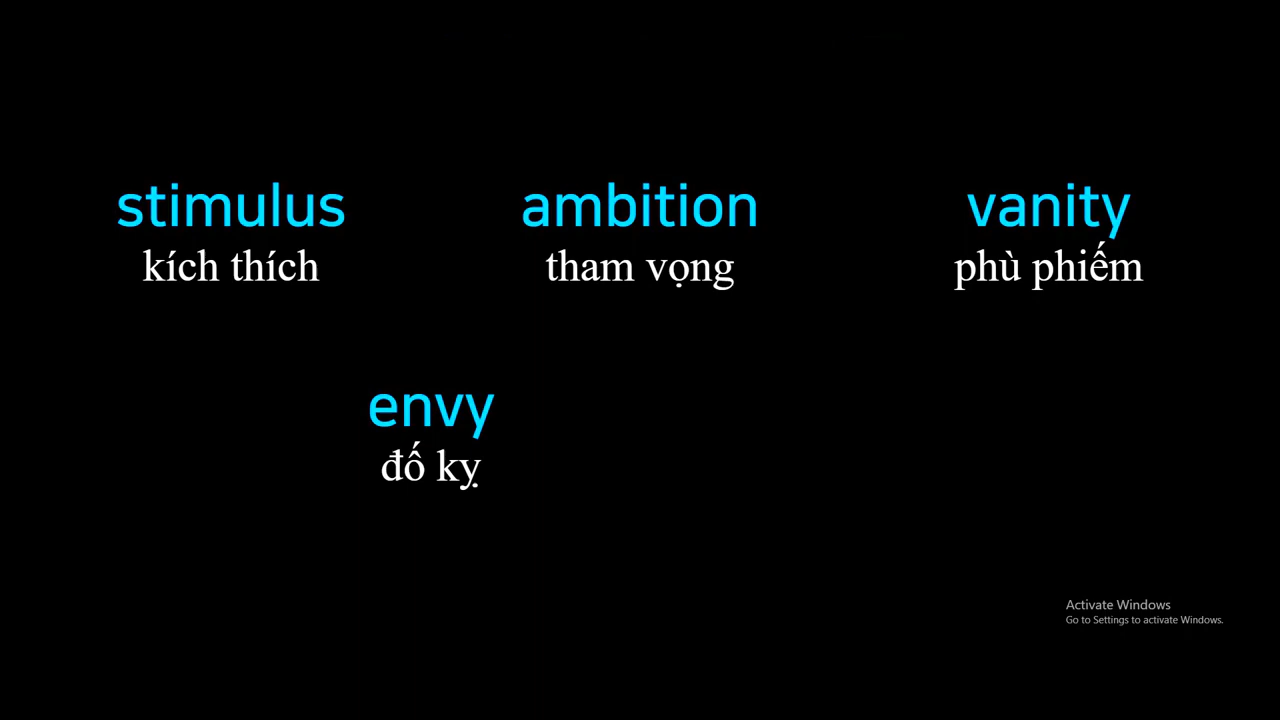 stimulus ambition vanity
kích thích tham vọng phù phiếm
envy
đố kỵ
Activate Windows
Go to Settings to activate Windows.